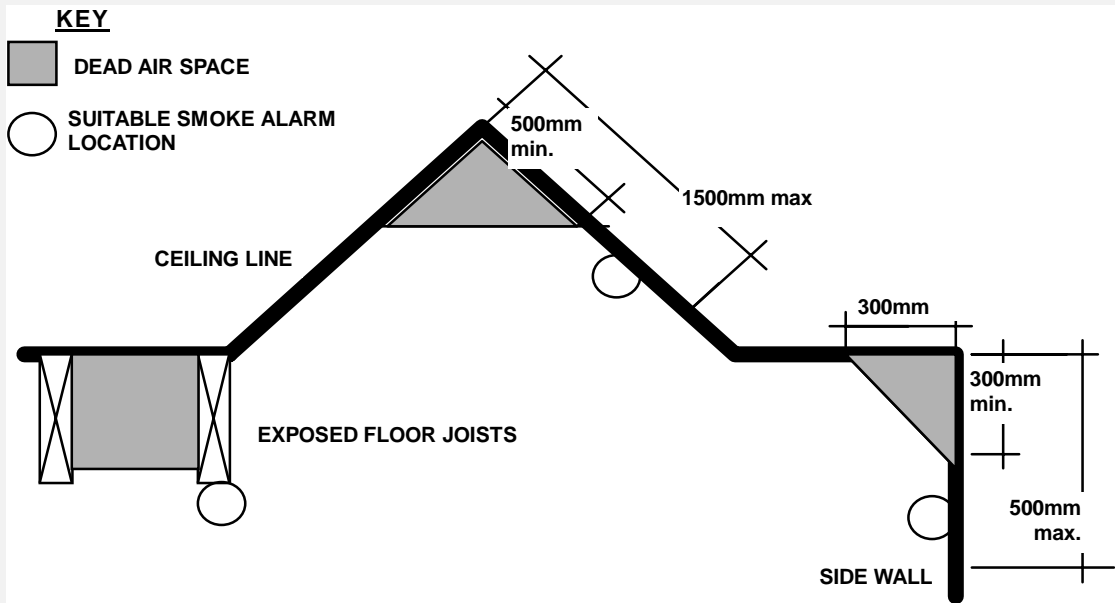 KEY
DEAD AIR SPACE
SUITABLE SMOKE ALARM
LOCATION
500mm
min.
1500mm max
CEILING LINE
300mm
300mm
min.
EXPOSED FLOOR JOISTS
500mm
max.
SIDE WALL